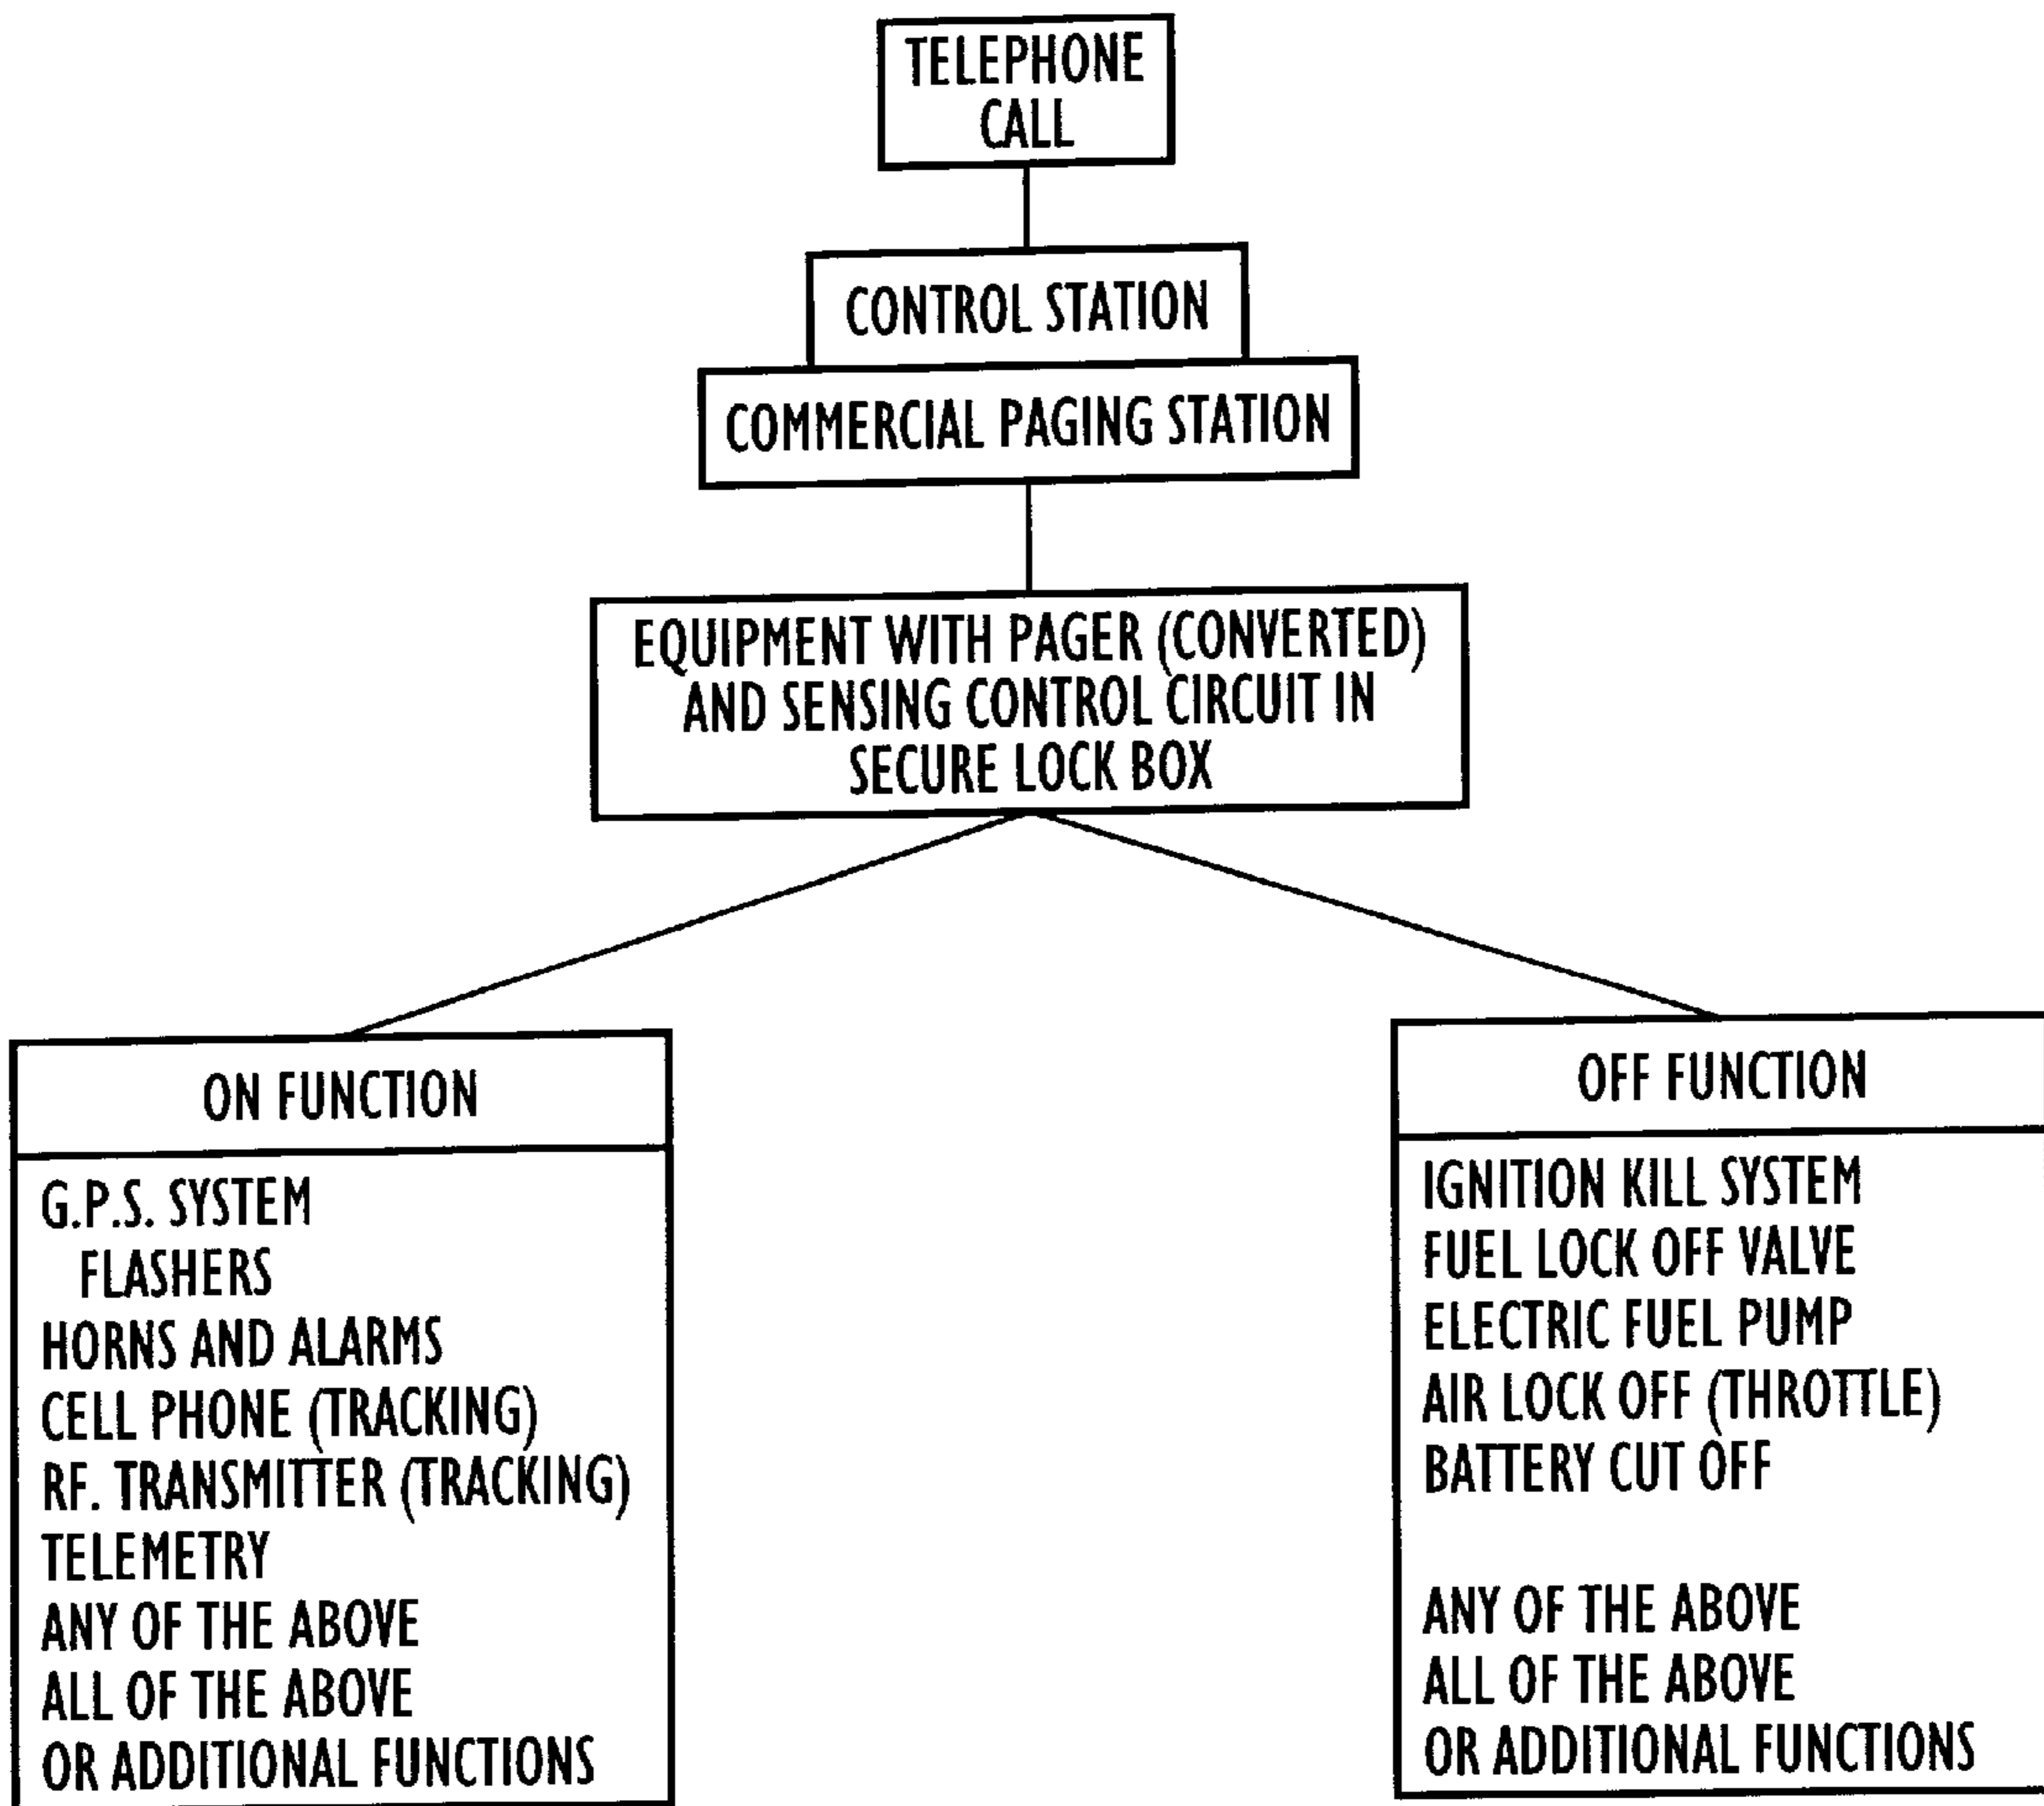 TELEPHONE
CALL
CONTROL STATION
COMMERCIAL PAGING STATION
EQUIPMENT WITH PAGER (CONVERTED)
AND SENSING CONTROL CIRCUIT IN
SECURE LOCK BOX
ON FUNCTION
G.P.S. SYSTEM
FLASHERS
HORNS AND ALARMS
CELL PHONE (TRACKING)
RF. TRANSMITTER (TRACKING)
TELEMETRY
ANY OF THE ABOVE
ALL OF THE ABOVE
OR ADDITIONAL FUNCTIONS
OFF FUNCTION
IGNITION KILL SYSTEM
FUEL LOCK OFF VALVE
ELECTRIC FUEL PUMP
AIR LOCK OFF (THROTTLE)
BATTERY CUT OFF
ANY OF THE ABOVE
ALL OF THE ABOVE
OR ADDITIONAL FUNCTIONS